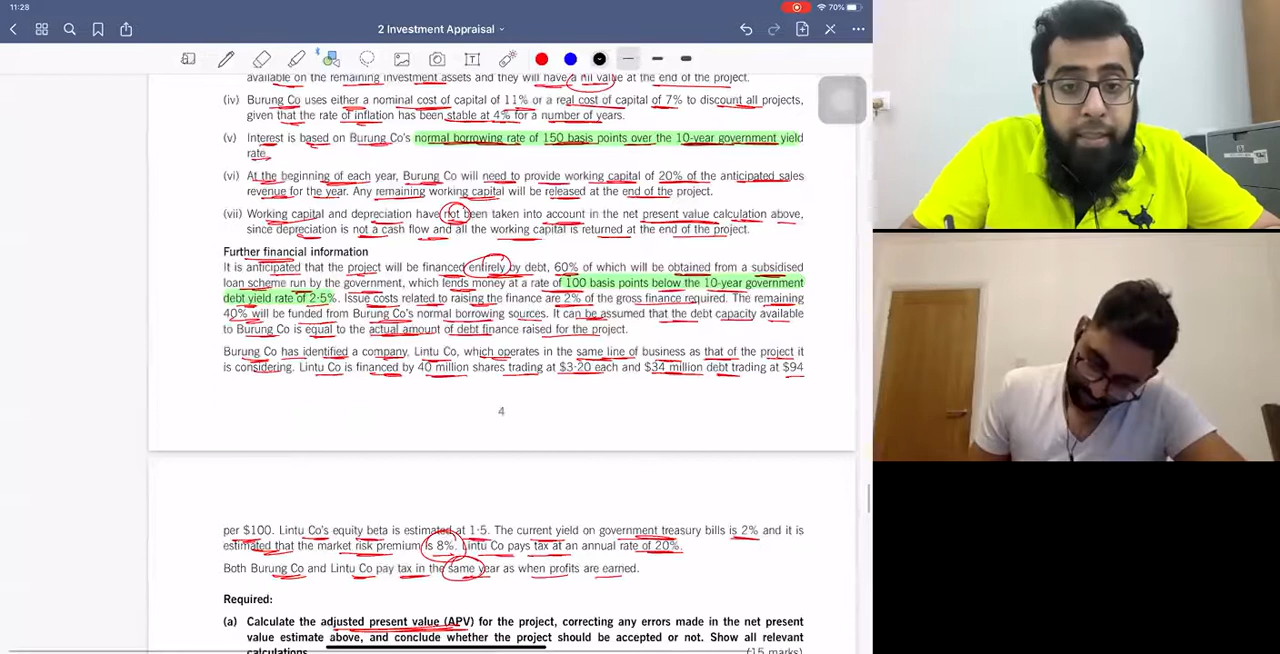 11:28
70%
2 Investment Appraisal
available on the remaining investment assets and they will have a nil value at the end of the project.
(iv) Burung Co uses either a nominal cost of capital of 11% or a real cost of capital of 7% to discount all projects,
given that the rate of inflation has been stable at 4% for a number of years.
(v) Interest is based on Burung Co's normal borrowing rate of 150 basis points over the 10-year government yield
rate.
(vi) At the beginning of each year, Burung Co will need to provide working capital of 20% of the anticipated sales
revenue for the year. Any remaining working capital will be released at the end of the project.
(vii) Working capital and depreciation have not been taken into account in the net present value calculation above,
since depreciation is not a cash flow and all the working capital is returned at the end of the project.
Further financial information
It is anticipated that the project will be financed entirely by debt, 60% of which will be obtained from a subsidised
loan scheme run by the government, which lends money at a rate of 100 basis points below the 10-year government
debt yield rate of 2·5%. Issue costs related to raising the finance are 2% of the gross finance required. The remaining
40% will be funded from Burung Co's normal borrowing sources. It can be assumed that the debt capacity available
to Burung Co is equal to the actual amount of debt finance raised for the project.
Burung Co has identified a company, Lintu Co, which operates in the same line of business as that of the project it
is considering. Lintu Co is financed by 40 million shares trading at $3·20 each and $34 million debt trading at $94
4
per $100. Lintu Co's equity beta is estimated at 1·5. The current yield on government treasury bills is 2% and it is
estimated that the market risk premium is 8%. Lintu Co pays tax at an annual rate of 20%.
Both Burung Co and Lintu Co pay tax in the same year as when profits are earned.
Required:
(a) Calculate the adjusted present value (APV) for the project, correcting any errors made in the net present
value estimate above, and conclude whether the project should be accepted or not. Show all relevant
calculations. (15 marks)